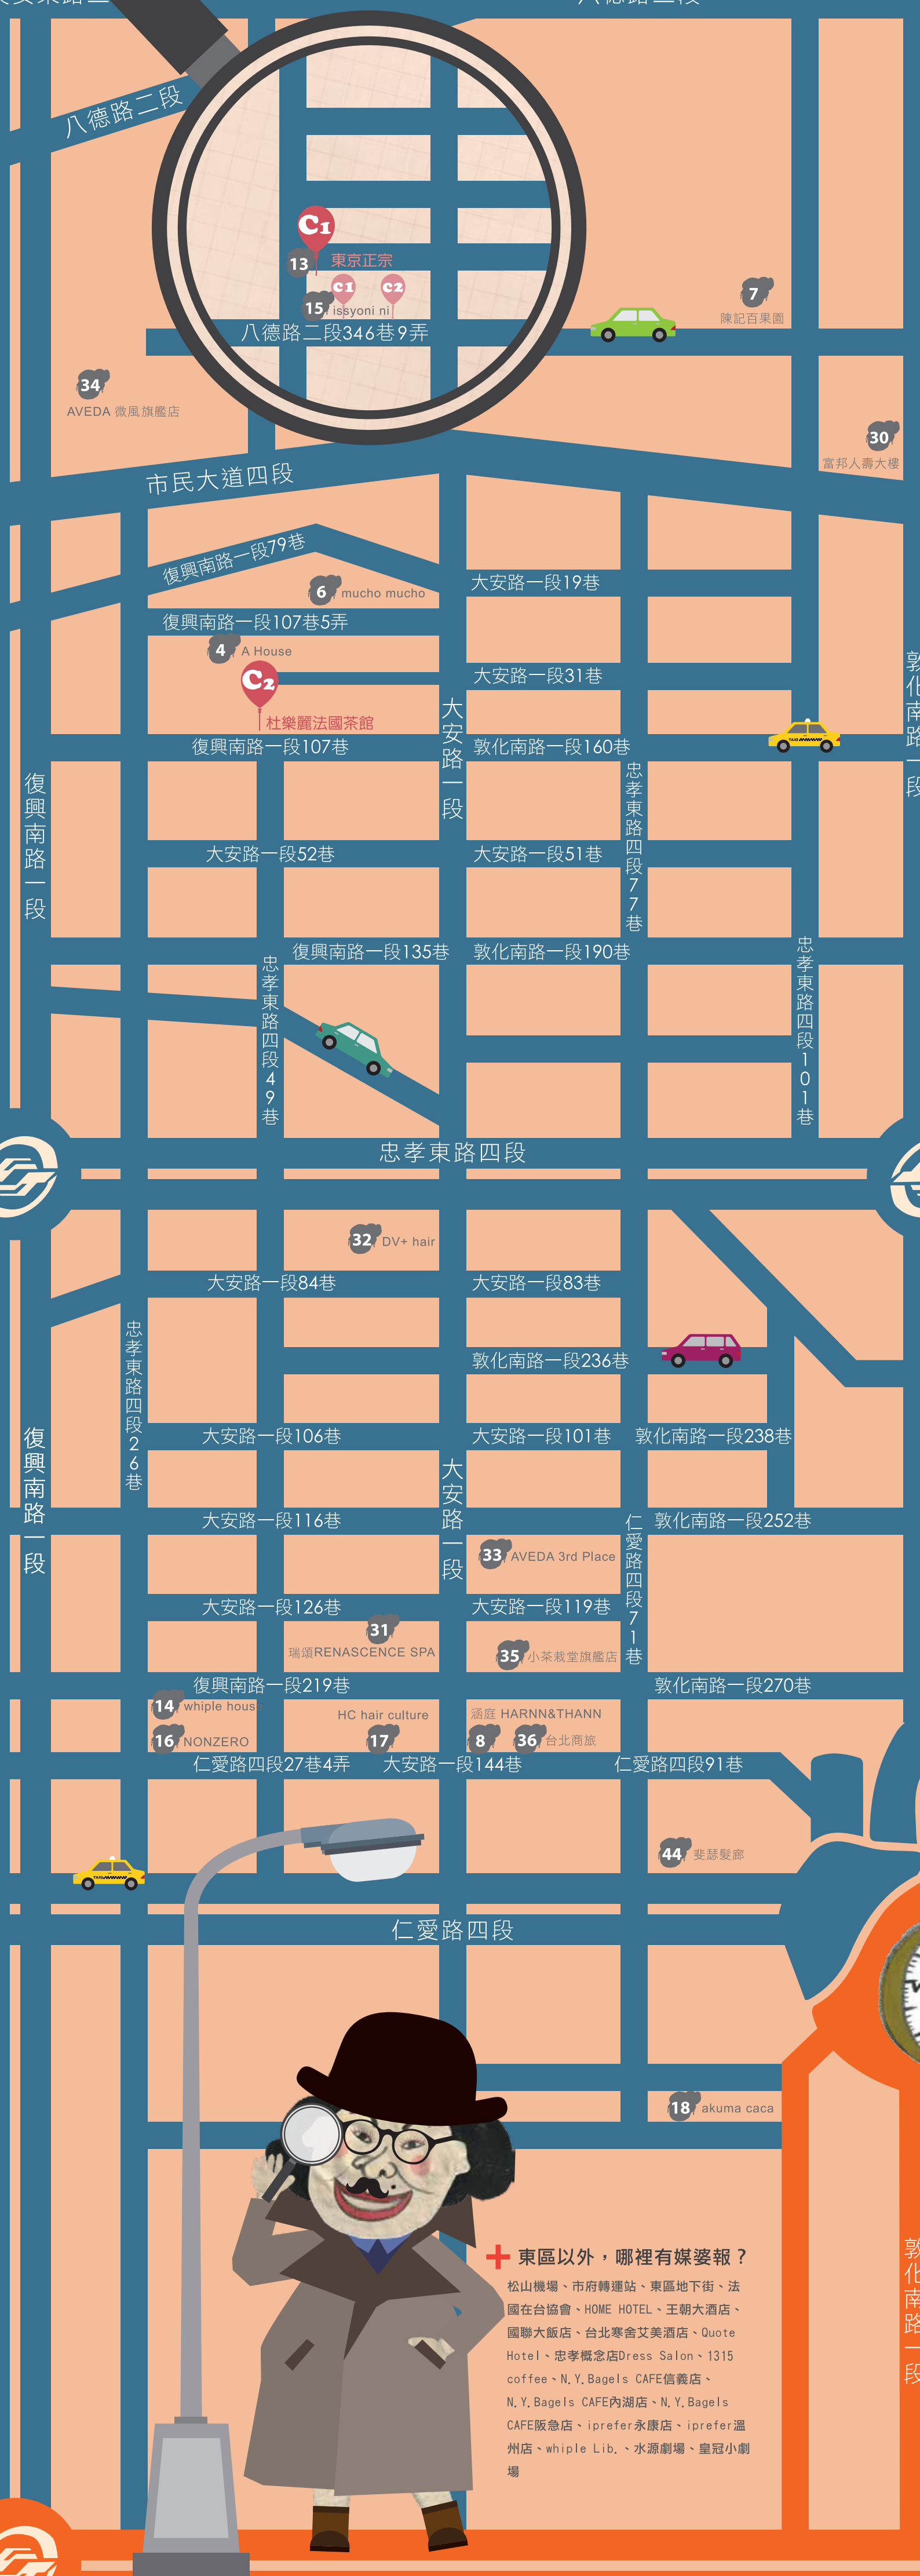 八德路二段
C1
13
東京正宗
c1
c2
15
issyoni ni
八德路二段346巷9弄
7
陳記百果園
34
AVEDA 微風旗艦店
30
富邦人壽大樓
市民大道四段
復興南路一段79巷
6
mucho mucho
大安路一段19巷
復興南路一段107巷5弄
4
A House
C2
大安路一段31巷
杜樂麗法國茶館
大安路一段
敦化南路一段
復興南路一段107巷
敦化南路一段160巷
TAXI
復興南路一段
忠孝東路四段77巷
大安路一段52巷
大安路一段51巷
復興南路一段135巷
敦化南路一段190巷
忠孝東路四段49巷
忠孝東路四段101巷
忠孝東路四段
32
DV+ hair
大安路一段84巷
大安路一段83巷
忠孝東路四段26巷
敦化南路一段236巷
復興南路一段
大安路一段106巷
大安路一段101巷
敦化南路一段238巷
大安路一段
大安路一段116巷
敦化南路一段252巷
仁愛路四段71巷
33
AVEDA 3rd Place
大安路一段126巷
大安路一段119巷
31
瑞頌RENASCENCE SPA
35
小茶栽堂旗艦店
復興南路一段219巷
敦化南路一段270巷
14
whiple house
HC hair culture
涵庭 HARNN&THANN
16
NONZERO
17
8
36
台北商旅
仁愛路四段27巷4弄
大安路一段144巷
仁愛路四段91巷
44
斐瑟髮廊
TAXI
仁愛路四段
18
akuma caca
敦化南路一段
+ 東區以外，哪裡有媒婆報？
松山機場、市府轉運站、東區地下街、法
國在台協會、HOME HOTEL、王朝大酒店、
國聯大飯店、台北寒舍艾美酒店、Quote
Hotel、忠孝概念店Dress Salon、1315
coffee、N.Y.Bagels CAFE信義店、
N.Y.Bagels CAFE內湖店、N.Y.Bagels
CAFE阪急店、iprefer永康店、iprefer溫
州店、whiple Lib.、水源劇場、皇冠小劇
場